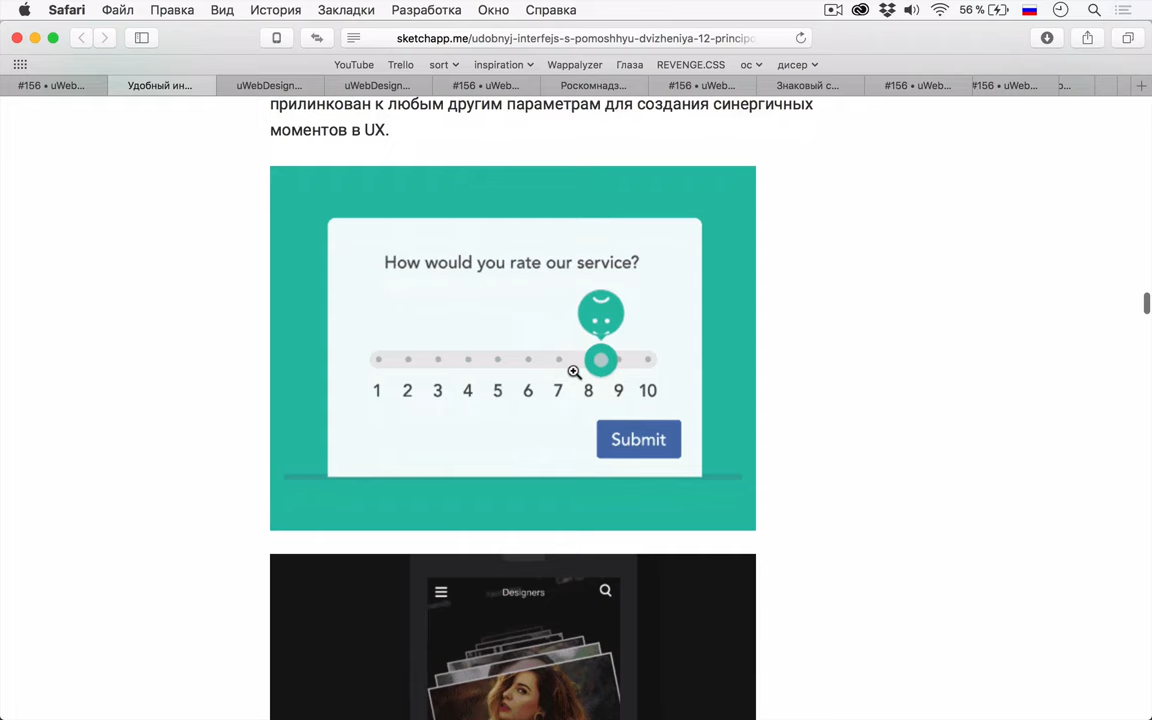 Safari Файл Правка Вид История Закладки Разработка Окно Справка 56 %
sketchapp.me/udobnyj-interfejs-s-pomoshhyu-dvizheniya-12-princip
YouTube Trello sort inspiration Wappalyzer Глаза REVENGE.CSS ос дисер
#156 • uWeb... Удобный ин... uWebDesign... uWebDesign... #156 • uWeb... Роскомнадз... #156 • uWeb... Знаковый с... #156 • uWeb... #156 • uWeb...
прилинкован к любым другим параметрам для создания синергичных
моментов в UX.
How would you rate our service?
1 2 3 4 5 6 7 8 9 10
Submit
Designers